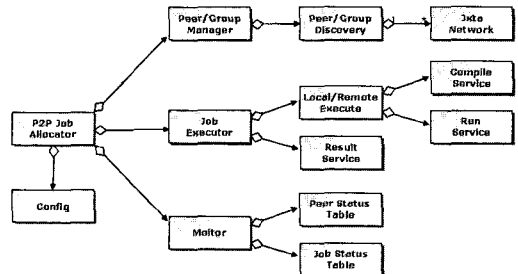 Peer/Group
Manager
Peer/Group
Discovery
Jxta
Network
P2P Job
Allocator
Job
Executor
Local/Remote
Execute
Compile
Service
Run
Service
Result
Service
Config
Moitor
Peer Status
Table
Job Status
Table